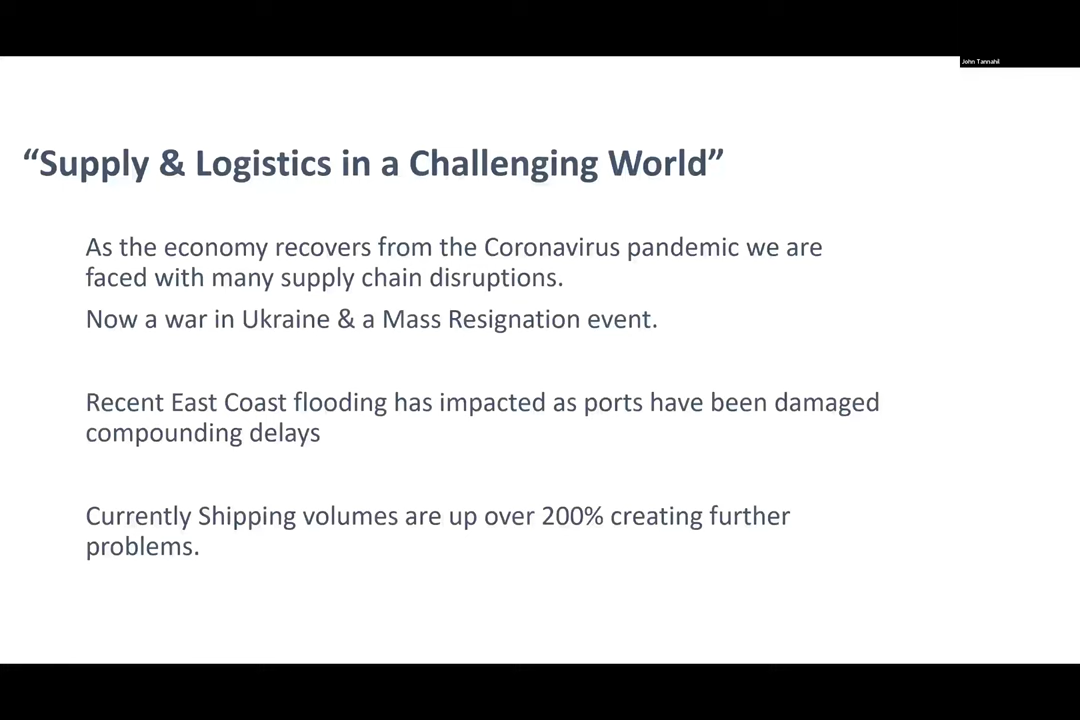 John Tannahil
“Supply & Logistics in a Challenging World”
As the economy recovers from the Coronavirus pandemic we are
faced with many supply chain disruptions.
Now a war in Ukraine & a Mass Resignation event.
Recent East Coast flooding has impacted as ports have been damaged
compounding delays
Currently Shipping volumes are up over 200% creating further
problems.